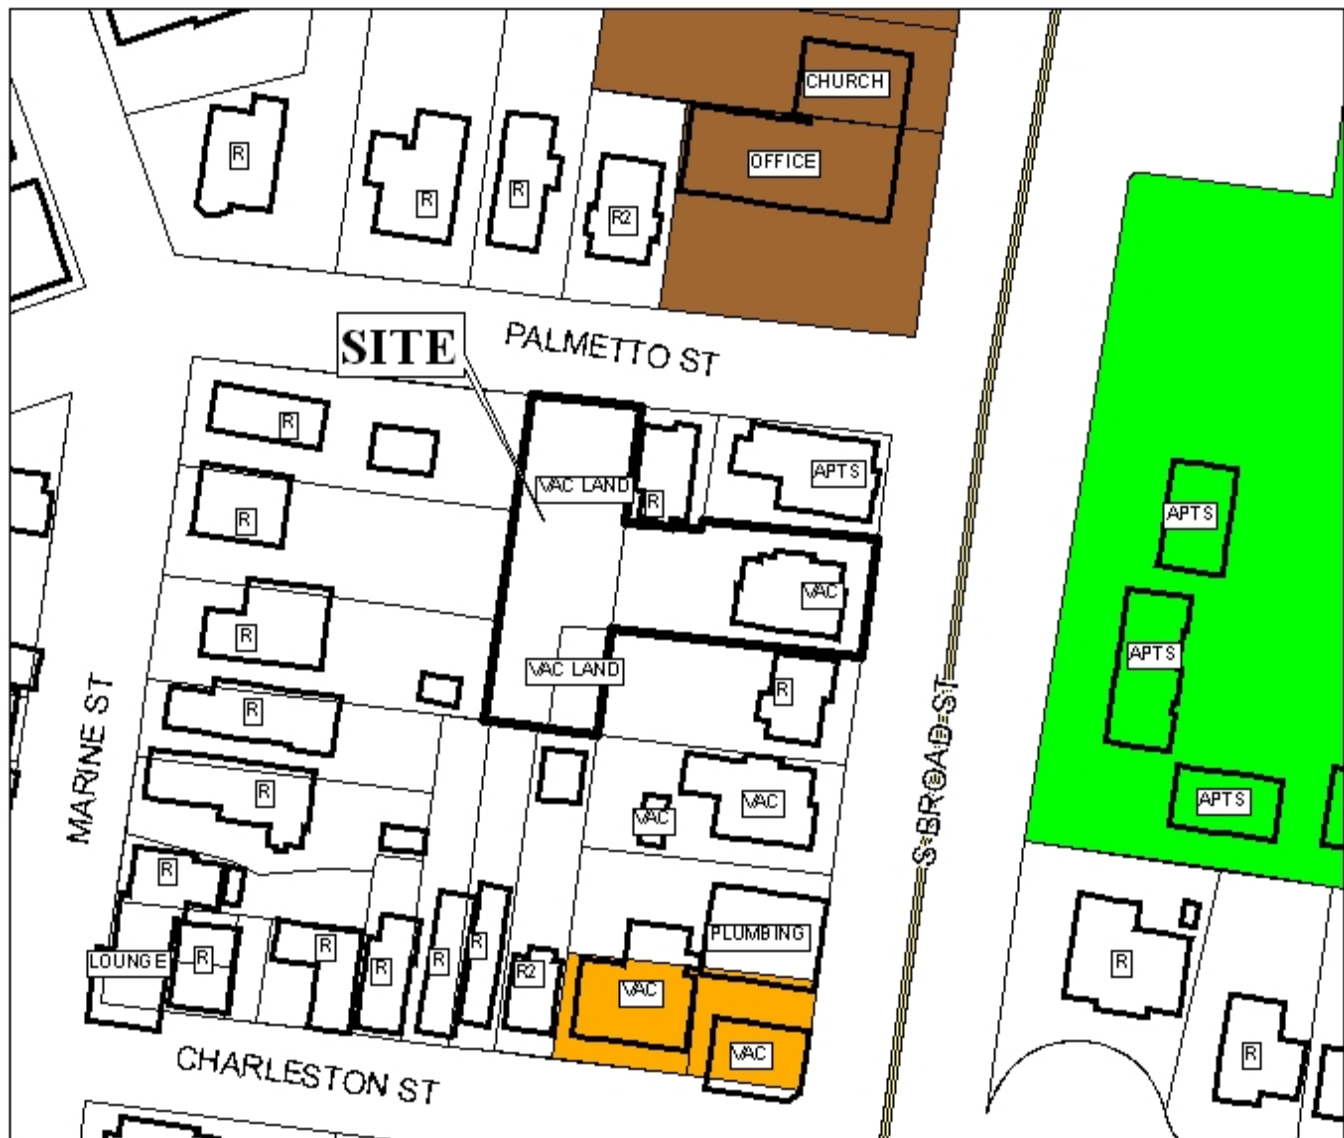 CHURCH
OFFICE
R
R
R
R2
SITE
PALMETTO ST
R
VAC LAND
R
APTS
R
APTS
VAC
R
VAC LAND
R
APTS
MARINE ST
R
S BROAD ST
R
VAC
VAC
APTS
R
PLUMBING
LOUNGE
R
R
R
R
R
R2
VAC
R
VAC
R
CHARLESTON ST